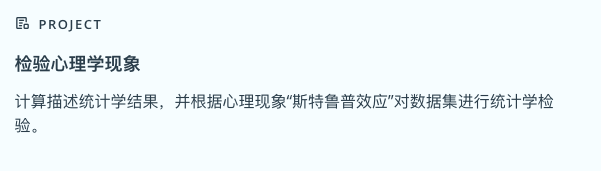 PROJECT
检验心理学现象
计算描述统计学结果，并根据心理现象“斯特鲁普效应”对数据集进行统计学检
验。